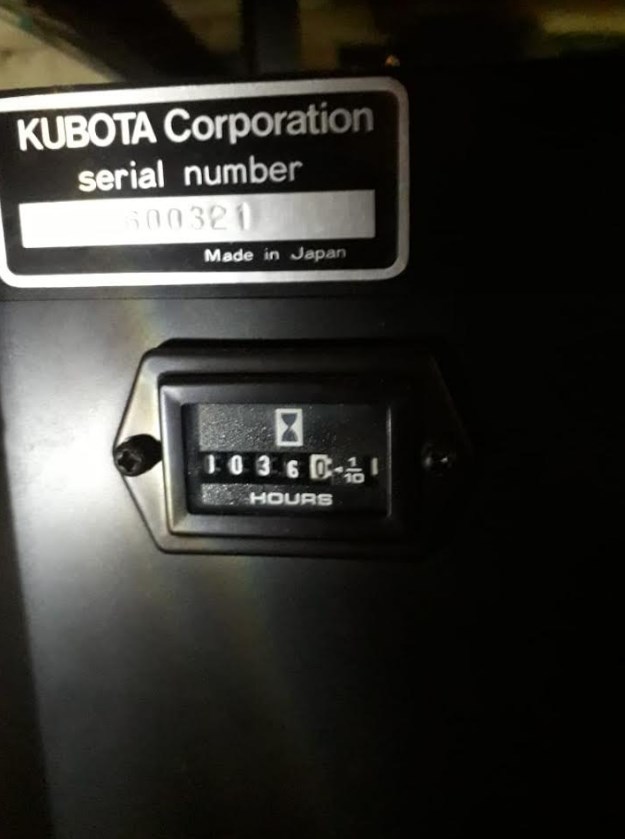 KUBOTA Corporation
serial number
600321
Made in Japan
10360 1/10
HOURS